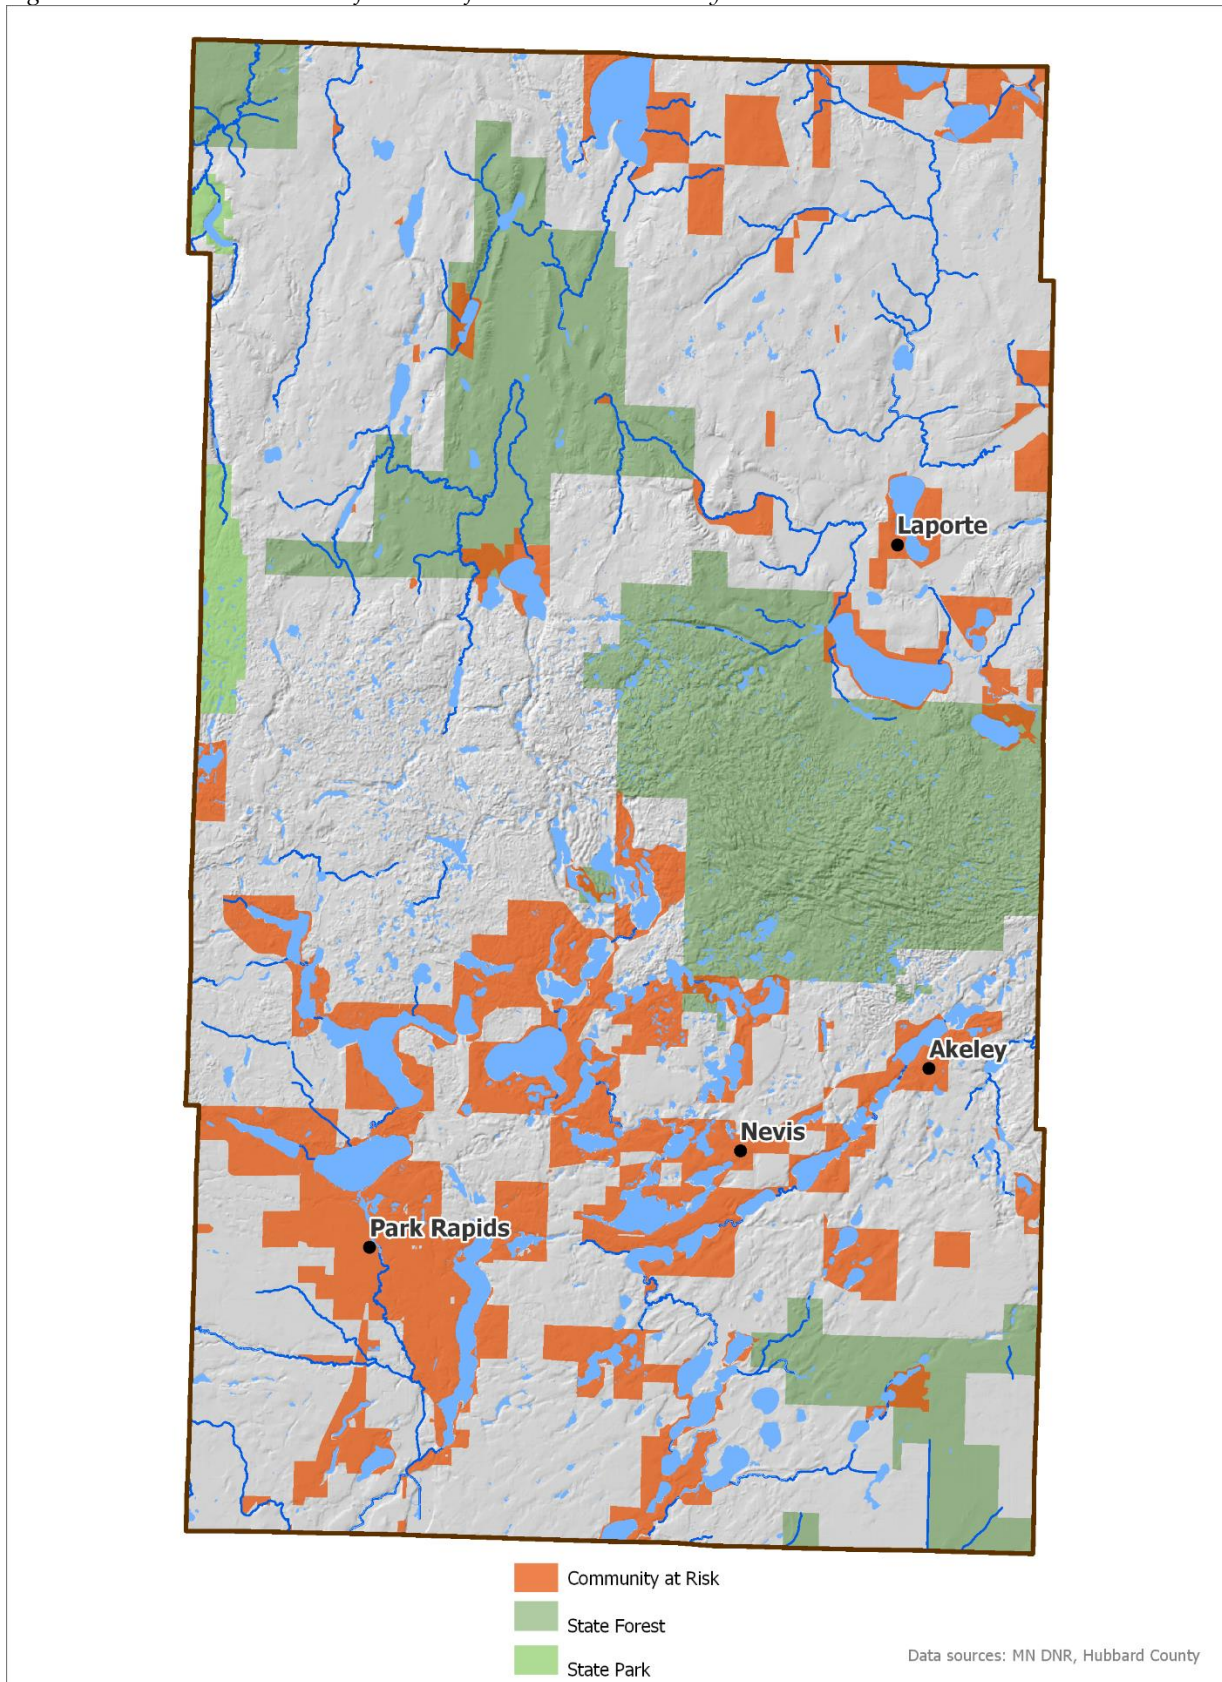 Laporte
Akeley
Nevis
Park Rapids
Community at Risk
State Forest
State Park
Data sources: MN DNR, Hubbard County